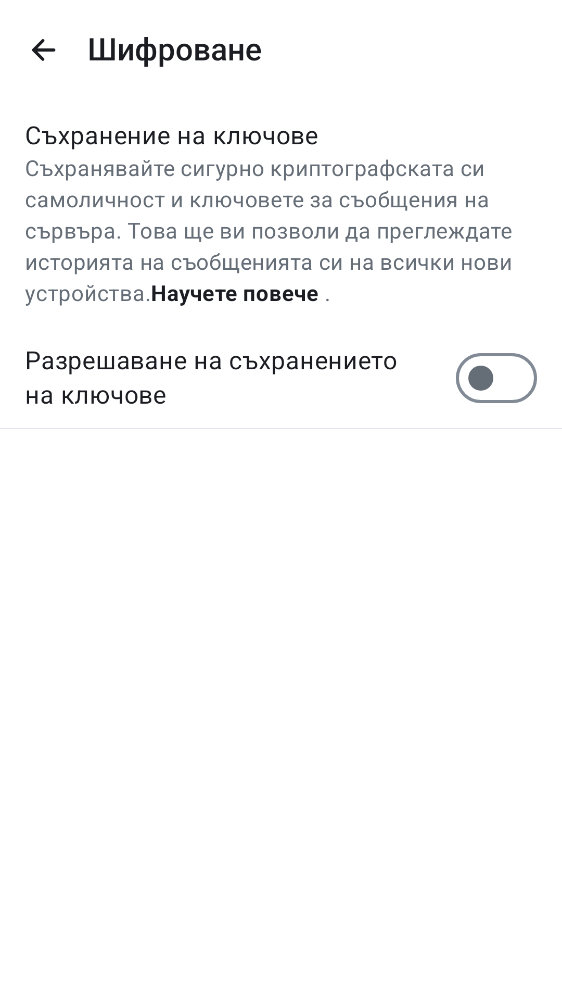 Шифроване
Съхранение на ключове
Съхранявайте сигурно криптографската си
самоличност и ключовете за съобщения на
сървъра. Това ще ви позволи да преглеждате
историята на съобщенията си на всички нови
устройства.Научете повече .
Разрешаване на съхранението
на ключове